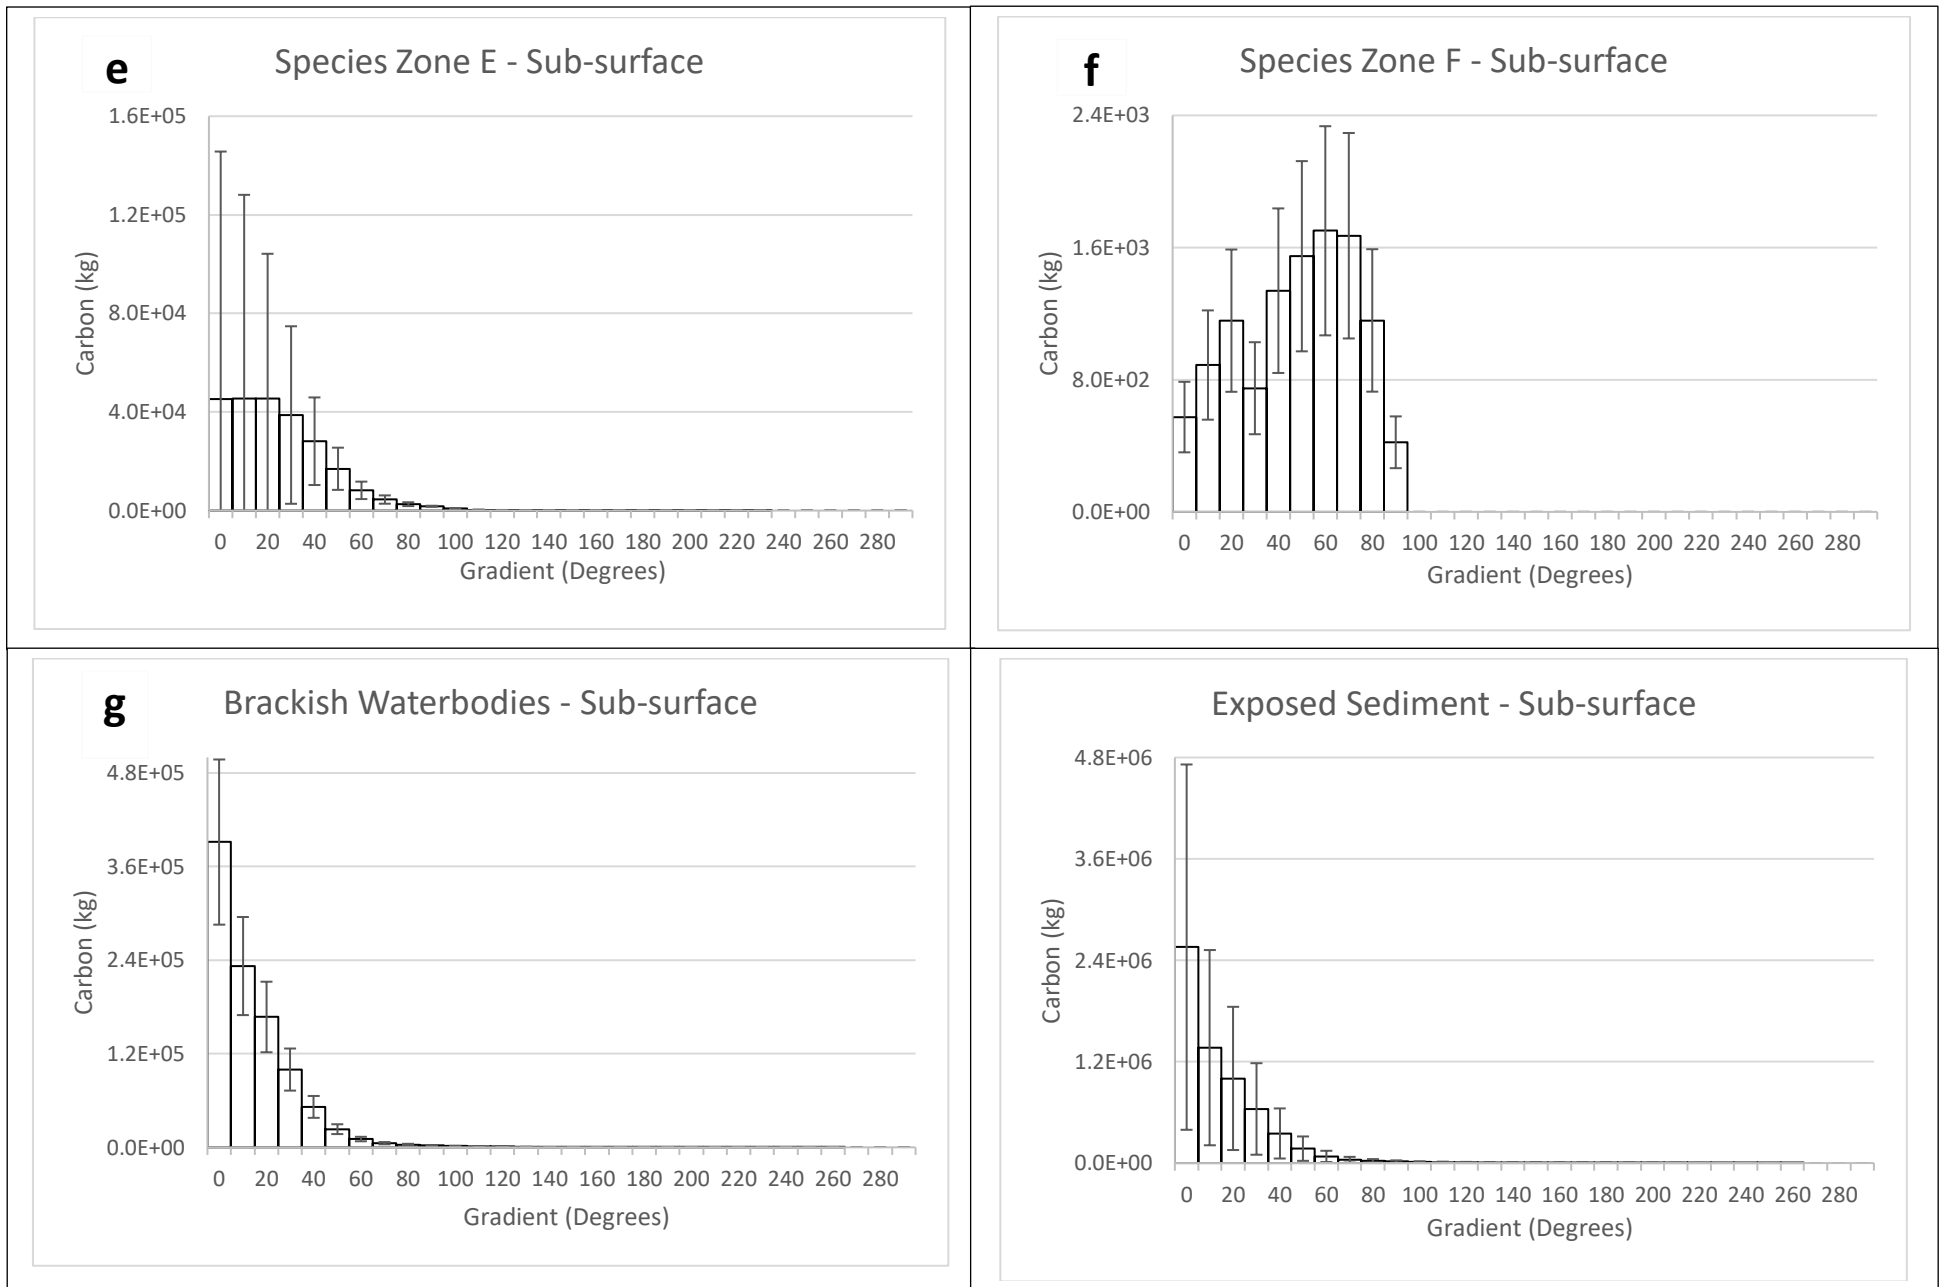 e
Species Zone E - Sub-surface
1.6E+05
1.2E+05
8.0E+04
4.0E+04
0.0E+00
Carbon (kg)
0 20 40 60 80 100 120 140 160 180 200 220 240 260 280
Gradient (Degrees)
f
Species Zone F - Sub-surface
2.4E+03
1.6E+03
8.0E+02
0.0E+00
Carbon (kg)
0 20 40 60 80 100 120 140 160 180 200 220 240 260 280
Gradient (Degrees)
g
Brackish Waterbodies - Sub-surface
4.8E+05
3.6E+05
2.4E+05
1.2E+05
0.0E+00
Carbon (kg)
0 20 40 60 80 100 120 140 160 180 200 220 240 260 280
Gradient (Degrees)
Exposed Sediment - Sub-surface
4.8E+06
3.6E+06
2.4E+06
1.2E+06
0.0E+00
Carbon (kg)
0 20 40 60 80 100 120 140 160 180 200 220 240 260 280
Gradient (Degrees)